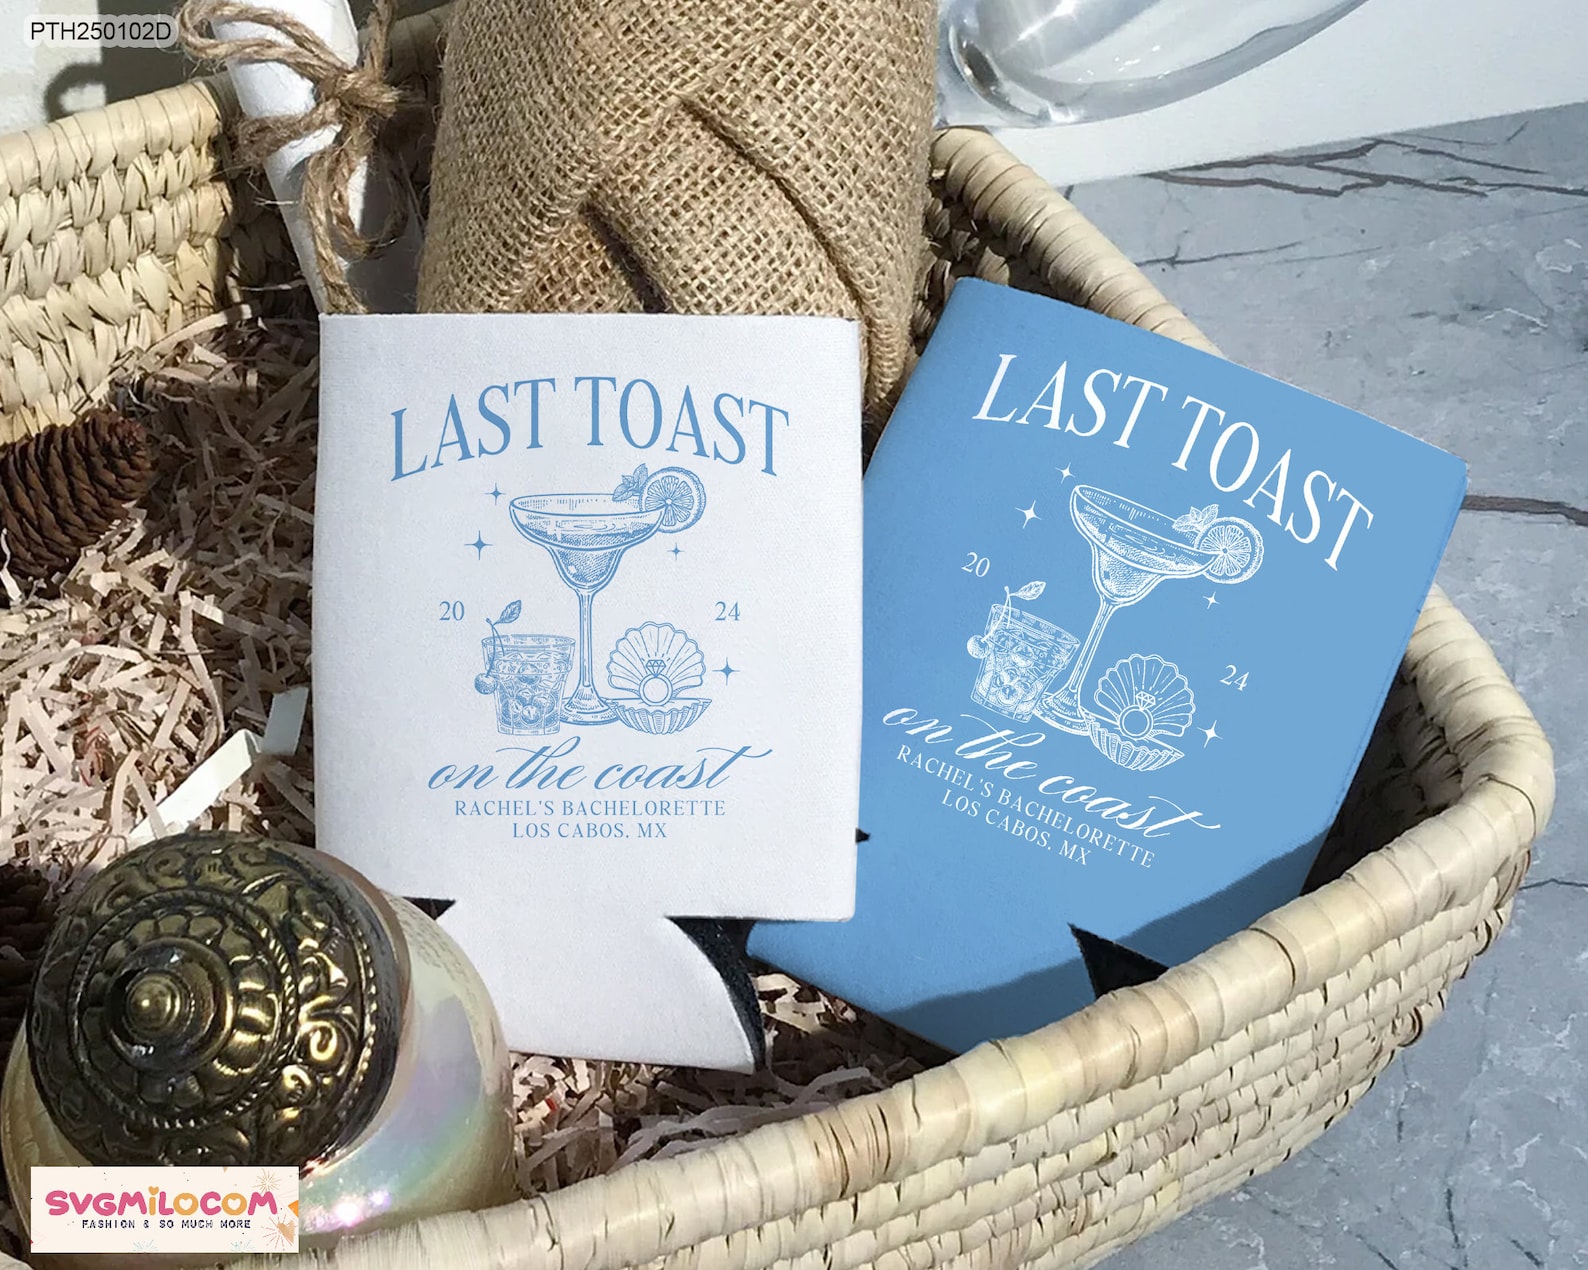 PTH250102D
LAST TOAST
20 24
on the coast
RACHEL'S BACHELORETTE
LOS CABOS, MX
LAST TOAST
20
24
on the coast
RACHEL'S BACHELORETTE
LOS CABOS, MX
SVGMILOCOM
FASHION & SO MUCH MORE